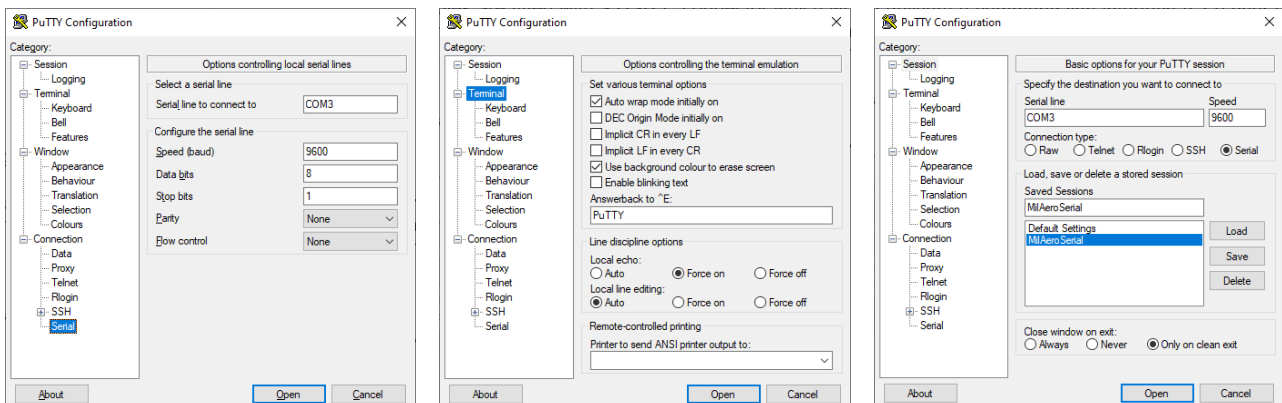 PuTTY Configuration
Category:
Session
Logging
Terminal
Keyboard
Bell
Features
Window
Appearance
Behaviour
Translation
Selection
Colours
Connection
Data
Proxy
Telnet
Rlogin
SSH
Serial
Options controlling local serial lines
Select a serial line
Serial line to connect to COM3
Configure the serial line
Speed (baud) 9600
Data bits 8
Stop bits 1
Parity None
Flow control None
About Open Cancel
PuTTY Configuration
Category:
Session
Logging
Terminal
Keyboard
Bell
Features
Window
Appearance
Behaviour
Translation
Selection
Colours
Connection
Data
Proxy
Telnet
Rlogin
SSH
Serial
Options controlling the terminal emulation
Set various terminal options
Auto wrap mode initially on
DEC Origin Mode initially on
Implicit CR in every LF
Implicit LF in every CR
Use background colour to erase screen
Enable blinking text
Answerback to ^E:
PuTTY
Line discipline options
Local echo:
Auto Force on Force off
Local line editing:
Auto Force on Force off
Remote-controlled printing
Printer to send ANSI printer output to:
About Open Cancel
PuTTY Configuration
Category:
Session
Logging
Terminal
Keyboard
Bell
Features
Window
Appearance
Behaviour
Translation
Selection
Colours
Connection
Data
Proxy
Telnet
Rlogin
SSH
Serial
Basic options for your PuTTY session
Specify the destination you want to connect to
Serial line Speed
COM3 9600
Connection type:
Raw Telnet Rlogin SSH Serial
Load, save or delete a stored session
Saved Sessions
MilAeroSerial
Default Settings
MilAeroSerial
Load
Save
Delete
Close window on exit:
Always Never Only on clean exit
About Open Cancel